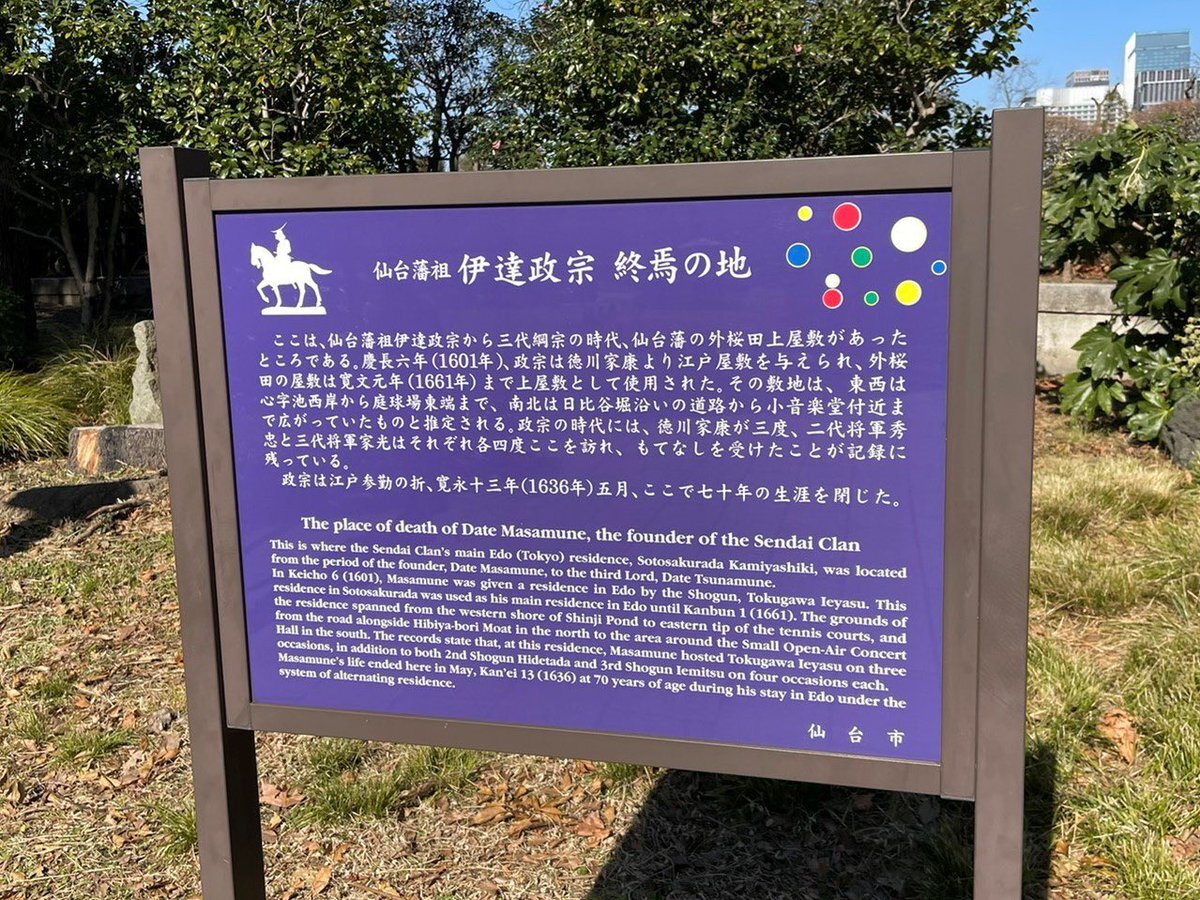 仙台藩祖 伊達政宗 終焉の地
ここは、仙台藩祖伊達政宗から三代綱宗の時代、仙台藩の外桜田上屋敷があった
ところである。慶長六年(1601年)、政宗は徳川家康より江戸屋敷を与えられ、外桜
田の屋敷は寛文元年(1661年)まで上屋敷として使用された。その敷地は、東西は
心字池西岸から庭球場東端まで、南北は日比谷堀沿いの道路から小音楽堂付近ま
で広がっていたものと推定される。政宗の時代には、徳川家康が三度、二代将軍秀
忠と三代将軍家光はそれぞれ各四度ここを訪れ、もてなしを受けたことが記録に
残っている。
政宗は江戸参勤の折、寛永十三年(1636年)五月、ここで七十年の生涯を閉じた。
The place of death of Date Masamune, the founder of the Sendai Clan
This is where the Sendai Clan's main Edo (Tokyo) residence, Sotosakurada Kamiyashiki, was located
from the period of the founder, Date Masamune, to the third Lord, Date Tsunamune.
In Keicho 6 (1601), Masamune was given a residence in Edo by the Shogun, Tokugawa Ieyasu. This
residence in Sotosakurada was used as his main residence in Edo until Kanbun 1 (1661). The grounds of
the residence spanned from the western shore of Shinji Pond to eastern tip of the tennis courts, and
from the road alongside Hibiya-bori Moat in the north to the area around the Small Open-Air Concert
Hall in the south. The records state that, at this residence, Masamune hosted Tokugawa Ieyasu on three
occasions, in addition to both 2nd Shogun Hidetada and 3rd Shogun Iemitsu on four occasions each.
Masamune's life ended here in May, Kan'ei 13 (1636) at 70 years of age during his stay in Edo under the
system of alternating residence.
仙台市